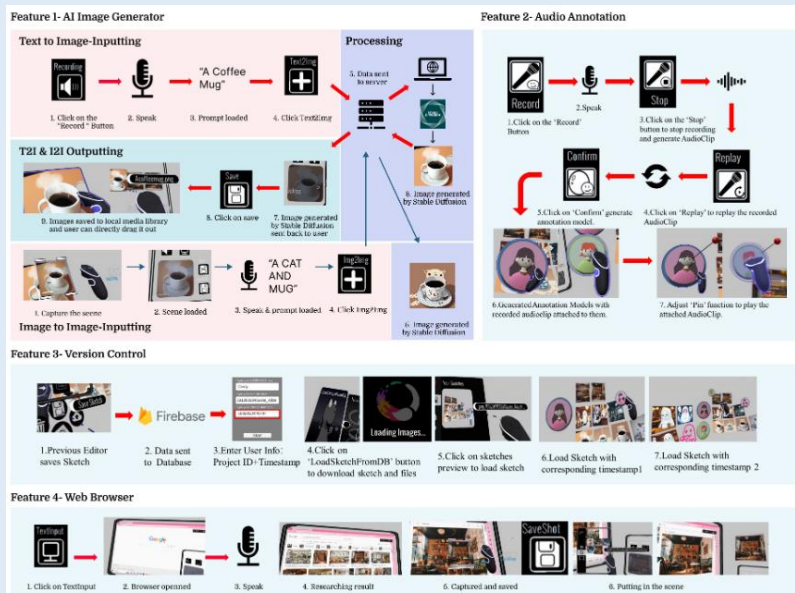 Feature 1- AI Image Generator
Text to Image-Inputting
Recording
1. Click on the
"Record" Button
2. Speak
"A Coffee
Mug"
3. Prompt loaded
Text2Img
4. Click Text2Img
Processing
5. Data sent
to server
6. Image generated
by Stable Diffusion
T2I & I2I Outputting
9. Images saved to local media library
and user can directly drag it out
Save
8. Click on save
7. Image generated
by Stable Diffusion
sent back to user
1. Capture the scene
2. Scene loaded
"A CAT
AND
MUG"
3. Speak & prompt loaded
Img2Img
4. Click Img2Img
6. Image generated
by Stable Diffusion
Image to Image-Inputting
Feature 2- Audio Annotation
Record
1.Click on the 'Record'
Button
2.Speak
Stop
3.Click on the 'Stop'
button to stop recording
and generate AudioClip
Confirm
5.Click on 'Confirm' generate
annotation model.
Replay
4.Click on 'Replay' to replay the recorded
AudioClip
6.GeneratedAnnotation Models with
recorded audioclip attached to them.
7. Adjust 'Pin' function to play the
attached AudioClip.
Feature 3- Version Control
Save Sketch
1.Previous Editor
saves Sketch
Firebase
2. Data sent
to Database
3.Enter User Info:
Project ID+Timestamp
Loading Images...
4.Click on
'LoadSketchFromDB' button
to download sketch and files
5.Click on sketches
preview to load sketch
6.Load Sketch with
corresponding timestamp1
7.Load Sketch with
corresponding timestamp 2
Feature 4- Web Browser
TextInput
1. Click on TextInput
Google
2. Browser openned
3. Speak
4. Researching result
SaveShot
5. Captured and saved
6. Putting in the scene